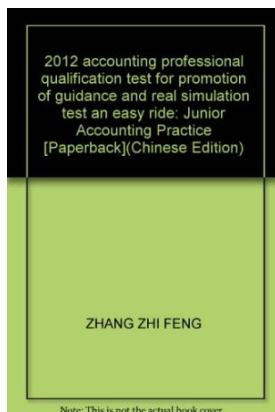 2012 accounting professional
qualification test for promotion
of guidance and real simulation
test an easy ride: Junior
Accounting Practice
[Paperback](Chinese Edition)
ZHANG ZHI FENG
Note: This is not the actual book cover